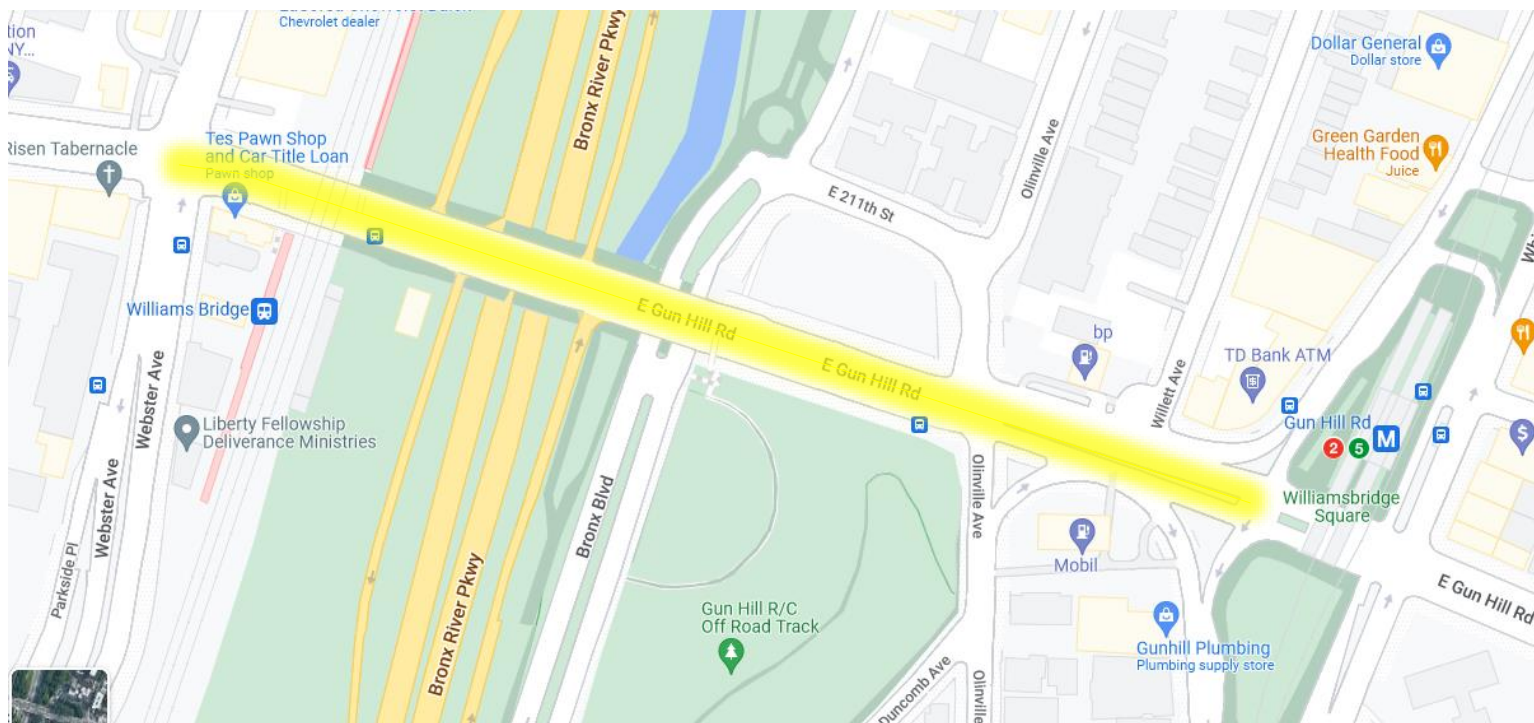 Chevrolet dealer
Bronx River Pkwy
Dollar General
Dollar store
Tes Pawn Shop
and Car Title Loan
Pawn shop
Risen Tabernacle
Olinville Ave
Green Garden
Health Food
Juice
E 211th St
Williams Bridge
E Gun Hill Rd
bp
E Gun Hill Rd
TD Bank ATM
Webster Ave
Willett Ave
Liberty Fellowship
Deliverance Ministries
Gun Hill Rd
2 5 M
$
Webster Ave
Bronx Blvd
Olinville Ave
Williamsbridge
Square
Parkside Pl
Bronx River Pkwy
Mobil
E Gun Hill Rd
Gun Hill R/C
Off Road Track
Gunhill Plumbing
Plumbing supply store
Duncomb Ave
Olinville Ave